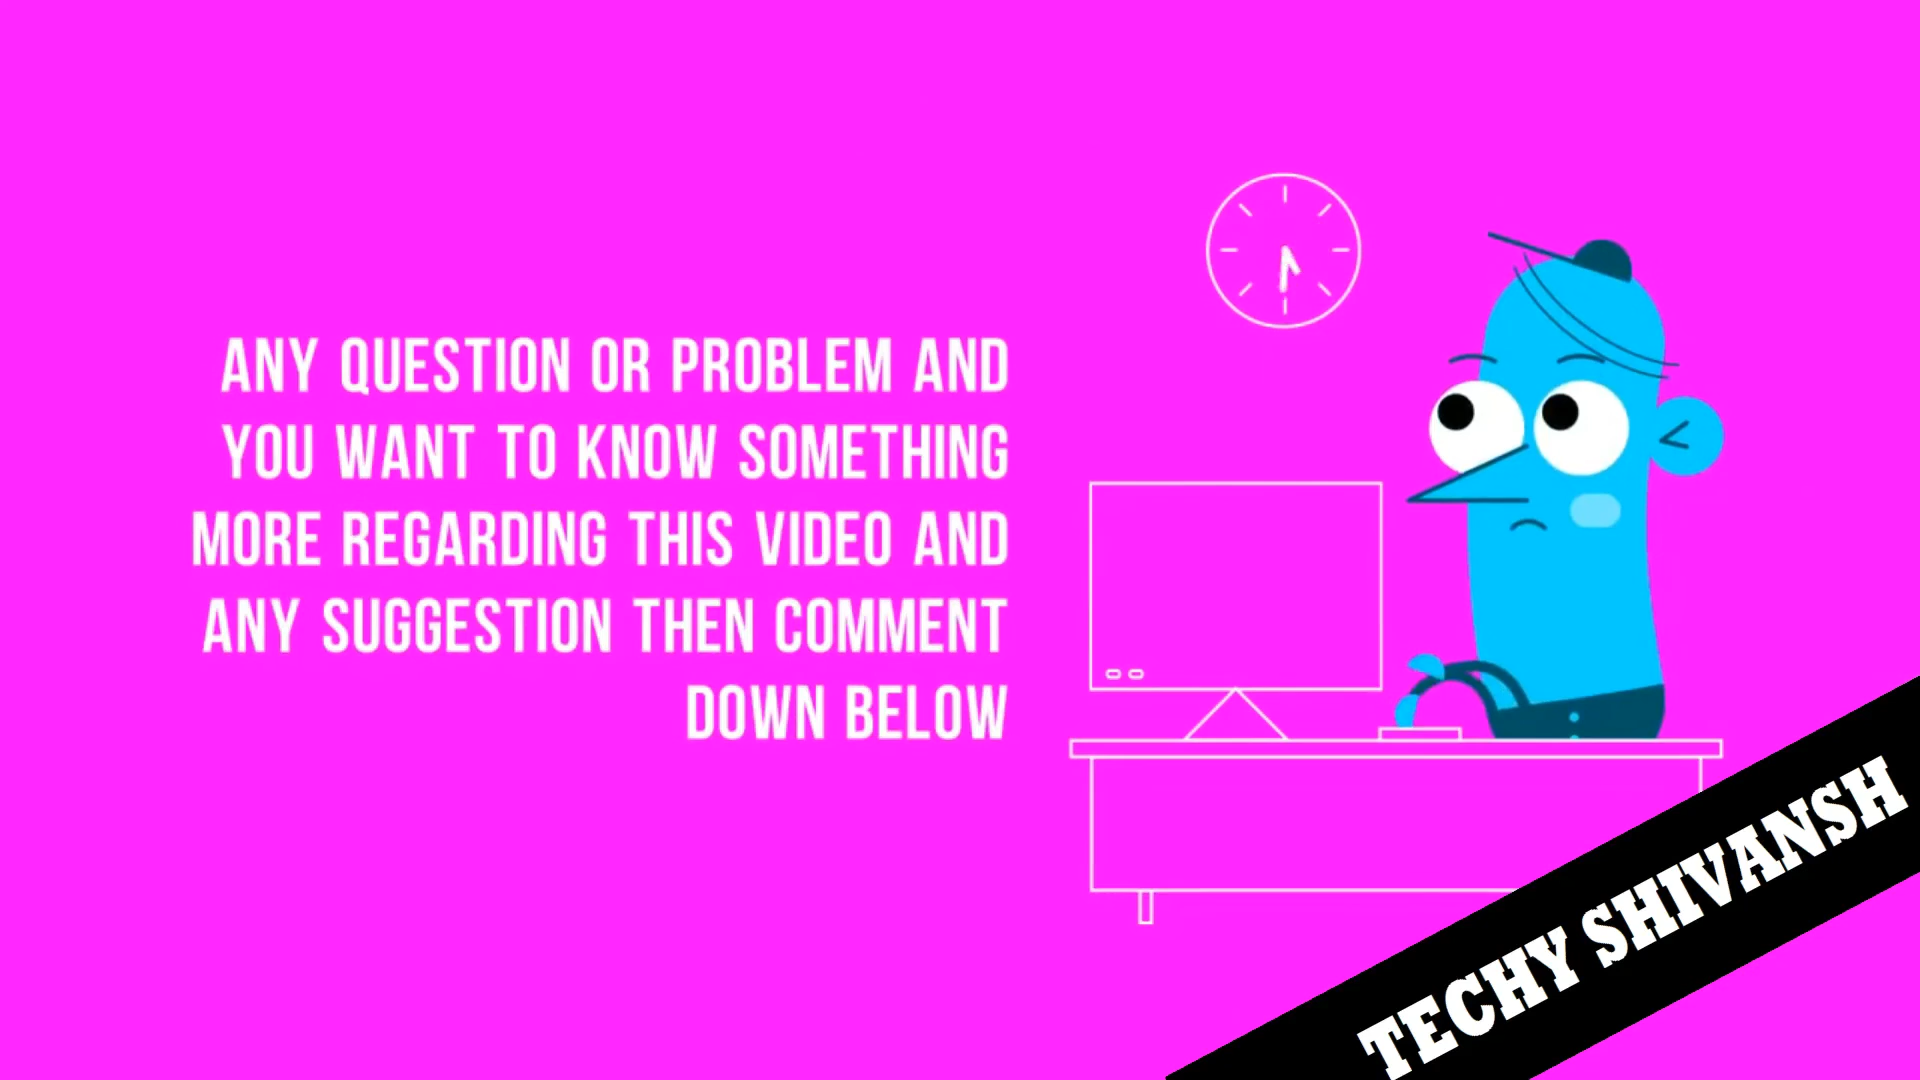 ANY QUESTION OR PROBLEM AND
YOU WANT TO KNOW SOMETHING
MORE REGARDING THIS VIDEO AND
ANY SUGGESTION THEN COMMENT
DOWN BELOW
TECHY SHIVANSH